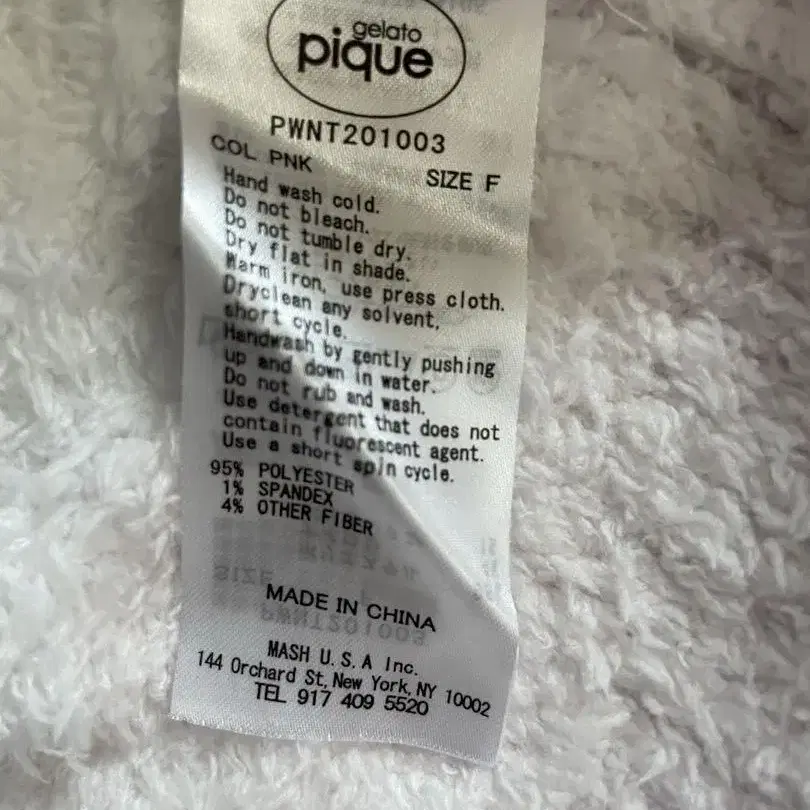 gelato
pique
PWNT201003
COL PNK
SIZE F
Hand wash cold.
Do not bleach.
Do not tumble dry.
Dry flat in shade.
Warm iron, use press cloth.
Dryclean any solvent,
short cycle.
Handwash by gently pushing
up and down in water.
Do not rub and wash.
Use detergent that does not
contain fluorescent agent.
Use a short spin cycle.
95% POLYESTER
1% SPANDEX
4% OTHER FIBER
MADE IN CHINA
MASH U.S.A Inc.
144 Orchard St, New York, NY 10002
TEL 917 409 5520